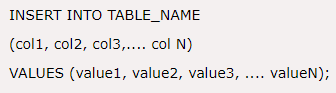 INSERT INTO TABLE_NAME
(col1, col2, col3,.... col N)
VALUES (value1, value2, value3, .... valueN);